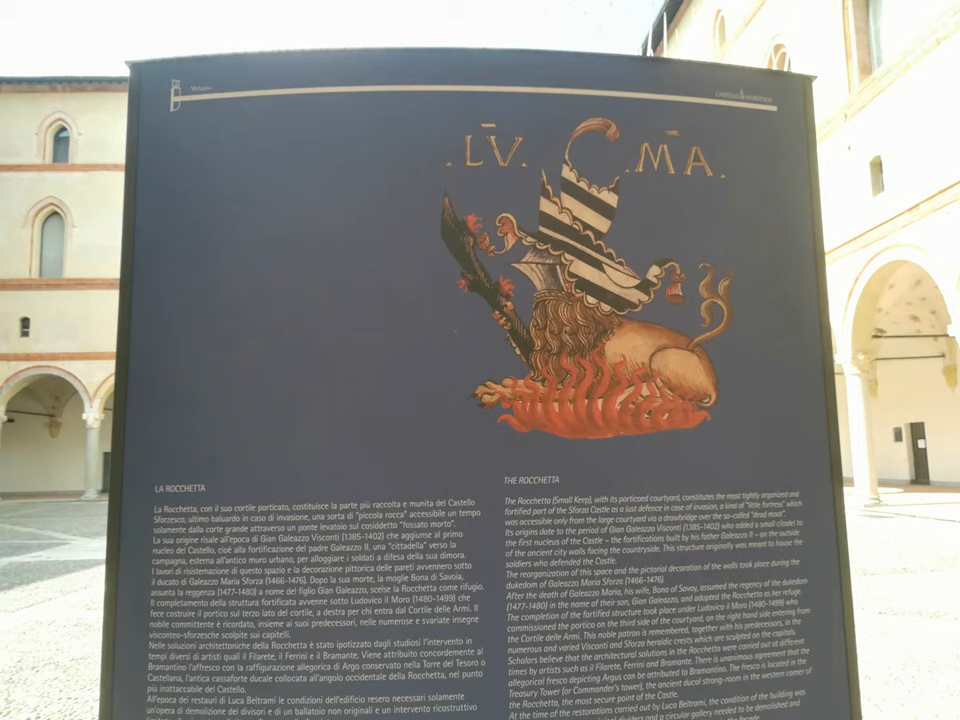 CASTELLO SFORZESCO
.LV. .MA.
LA ROCCHETTA
La Rocchetta, con il suo cortile porticato, costituisce la parte più raccolta e munita del Castello
Sforzesco, ultimo baluardo in caso di invasione, una sorta di "piccola rocca" accessibile un tempo
solamente dalla corte grande attraverso un ponte levatoio sul cosiddetto "fossato morto".
La sua origine risale all'epoca di Gian Galeazzo Visconti (1385-1402) che aggiunse al primo
nucleo del Castello, cioè alla fortificazione del padre Galeazzo II, una "cittadella" verso la
campagna, esterna all'antico muro urbano, per alloggiare i soldati a difesa della sua dimora.
I lavori di risistemazione di questo spazio e la decorazione pittorica delle pareti avvennero sotto
il ducato di Galeazzo Maria Sforza (1466-1476). Dopo la sua morte, la moglie Bona di Savoia,
assunta la reggenza (1477-1480) a nome del figlio Gian Galeazzo, scelse la Rocchetta come rifugio.
Il completamento della struttura fortificata avvenne sotto Ludovico il Moro (1480-1499) che
fece costruire il portico sul terzo lato del cortile, a destra per chi entra dal Cortile delle Armi. Il
nobile committente è ricordato, insieme ai suoi predecessori, nelle numerose e svariate insegne
visconteo-sforzesche scolpite sui capitelli.
Nelle soluzioni architettoniche della Rocchetta è stato ipotizzato dagli studiosi l'intervento in
tempi diversi di artisti quali il Filarete, il Ferrini e il Bramante. Viene attribuito concordemente al
Bramantino l'affresco con la raffigurazione allegorica di Argo conservato nella Torre del Tesoro o
Castellana, l'antica cassaforte ducale collocata all'angolo occidentale della Rocchetta, nel punto
più inattaccabile del Castello.
All'epoca dei restauri di Luca Beltrami le condizioni dell'edificio resero necessari solamente
un'opera di demolizione dei divisori e di un ballatoio non originali e un intervento ricostruttivo
THE ROCCHETTA
The Rocchetta (Small Keep), with its porticoed courtyard, constitutes the most tightly organized and
fortified part of the Sforza Castle as a last defence in case of invasion, a kind of "little fortress" which
was accessible only from the large courtyard via a drawbridge over the so-called "dead moat".
Its origins date to the period of Gian Galeazzo Visconti (1385-1402) who added a small citadel to
the first nucleus of the Castle – the fortifications built by his father Galeazzo II – on the outside
of the ancient city walls facing the countryside. This structure originally was meant to house the
soldiers who defended the Castle.
The reorganization of this space and the pictorial decoration of the walls took place during the
dukedom of Galeazzo Maria Sforza (1466-1476).
After the death of Galeazzo Maria, his wife, Bona of Savoy, assumed the regency of the dukedom
(1477-1480) in the name of their son, Gian Galeazzo, and adopted the Rocchetta as her refuge.
The completion of the fortified structure took place under Ludovico il Moro (1480-1499) who
commissioned the portico on the third side of the courtyard, on the right hand side entering from
the Cortile delle Armi. This noble patron is remembered, together with his predecessors, in the
numerous and varied Visconti and Sforza heraldic crests which are sculpted on the capitals.
Scholars believe that the architectural solutions in the Rocchetta were carried out at different
times by artists such as il Filarete, Ferrini and Bramante. There is unanimous agreement that the
allegorical fresco depicting Argus can be attributed to Bramantino. The fresco is located in the
Treasury Tower (or Commander's tower), the ancient ducal strong-room in the western corner of
the Rocchetta, the most secure point of the Castle.
At the time of the restorations carried out by Luca Beltrami, the condition of the building was
dividers and a circular gallery needed to be demolished and